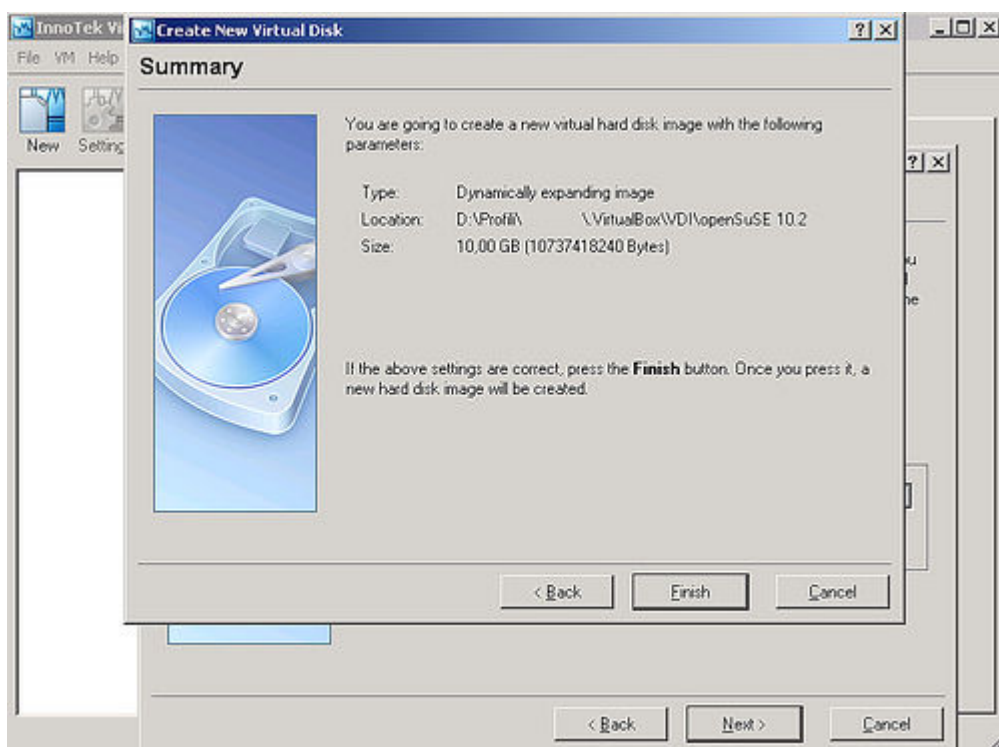 InnoTek Vi
Create New Virtual Disk
File VM Help
Summary
New Setting
You are going to create a new virtual hard disk image with the following
parameters:
Type: Dynamically expanding image
Location: D:\Profili\ \.VirtualBox\VDI\openSuSE 10.2
Size: 10,00 GB (10737418240 Bytes)
If the above settings are correct, press the Finish button. Once you press it, a
new hard disk image will be created.
< Back Finish Cancel
< Back Next > Cancel